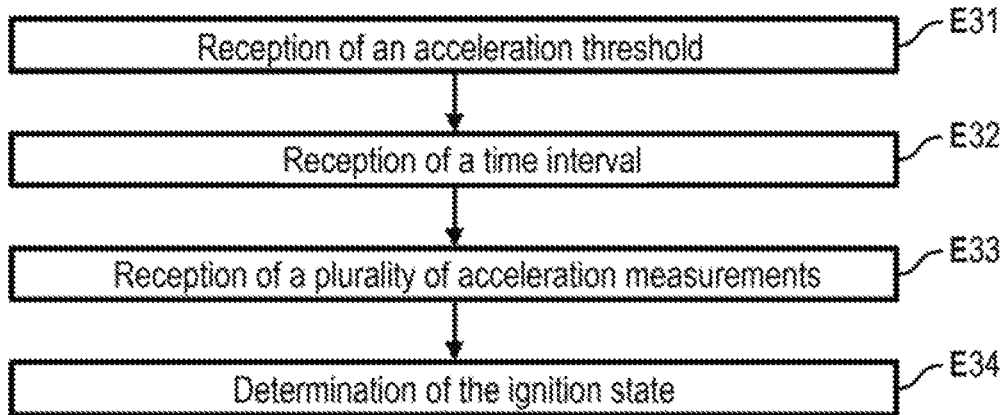 Reception of an acceleration threshold
E31
Reception of a time interval
E32
Reception of a plurality of acceleration measurements
E33
Determination of the ignition state
E34